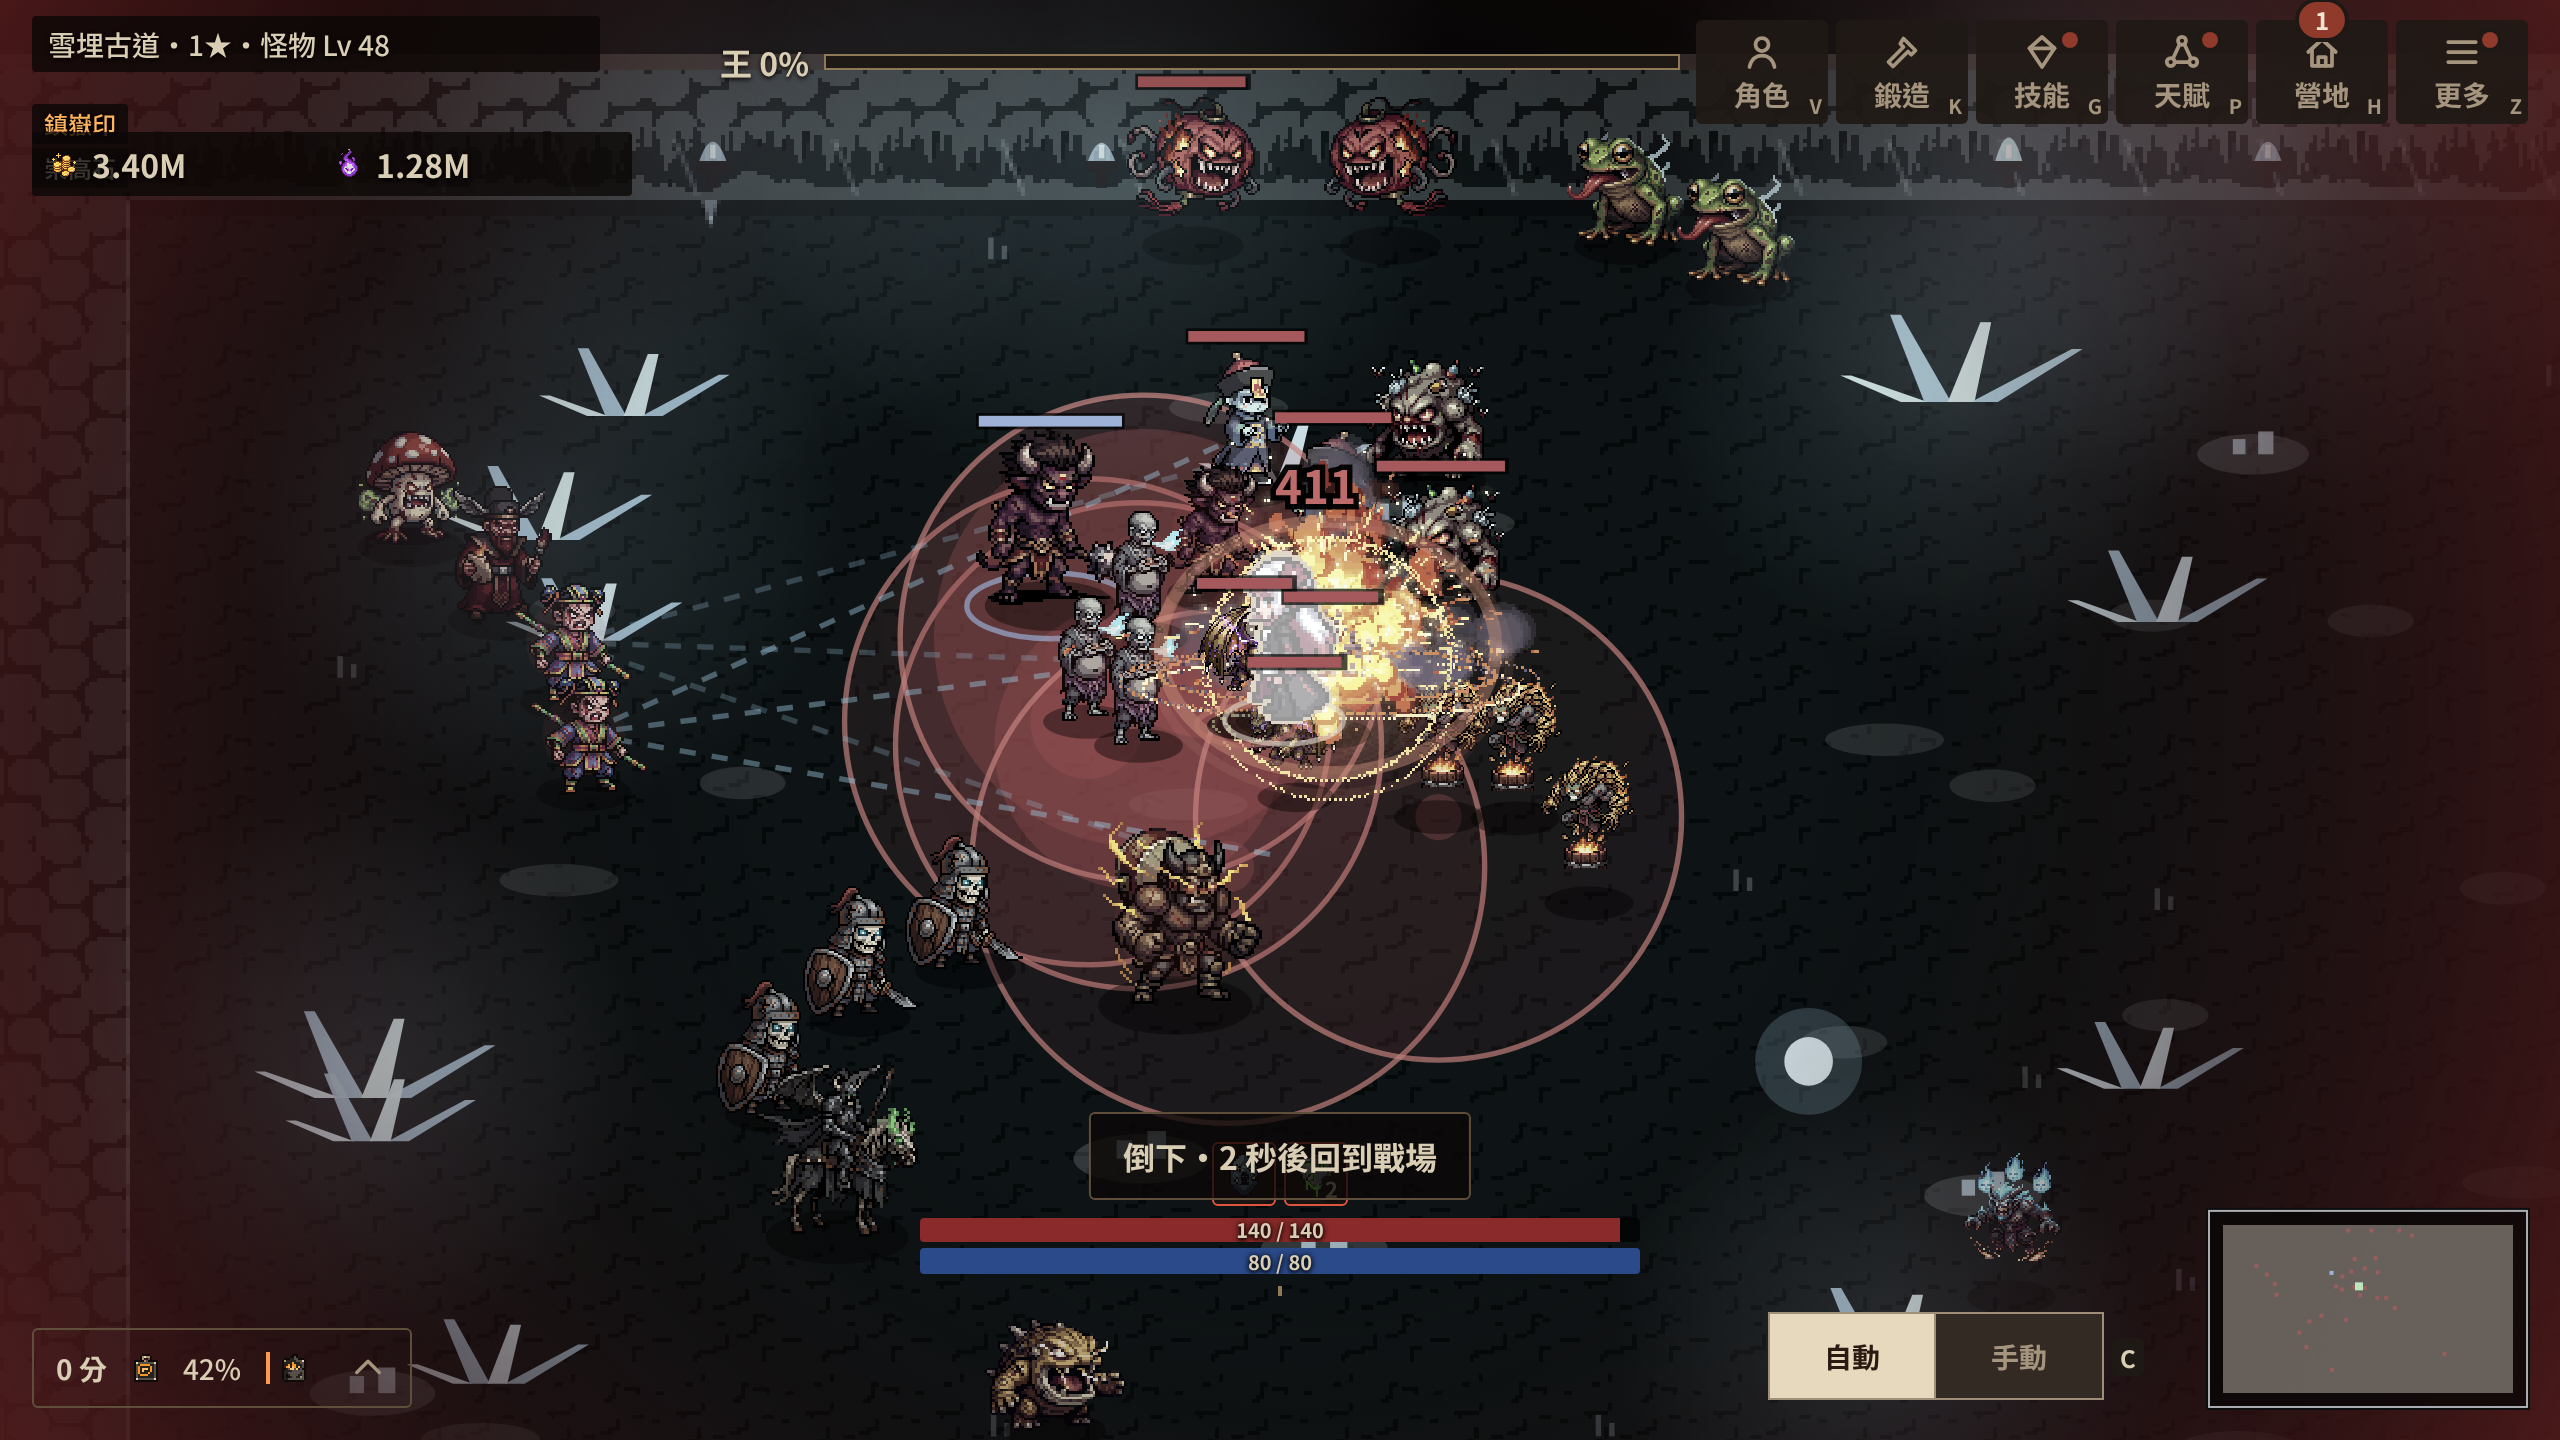 雪埋古道・1★・怪物 Lv 48
王 0%
1
角色 V
鍛造 K
技能 G
天賦 P
營地 H
更多 Z
鎮嶽印
3.40M
1.28M
411
倒下・2 秒後回到戰場
2
140 / 140
80 / 80
0 分
42%
自動
手動
C